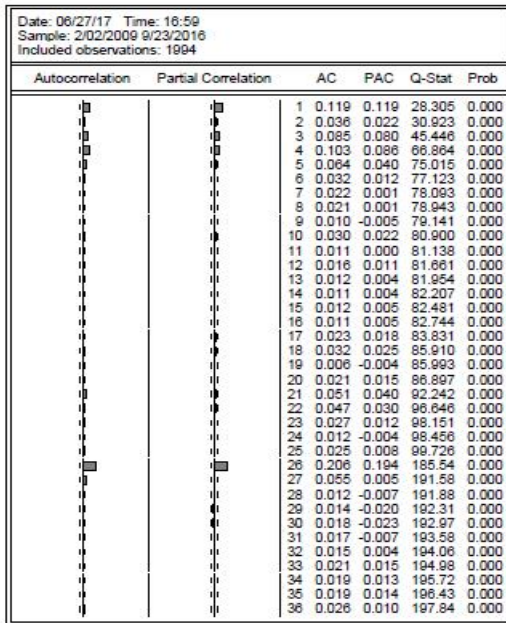 Date: 06/27/17 Time: 16:59
Sample: 2/02/2009 9/23/2016
Included observations: 1994
Autocorrelation Partial Correlation AC PAC Q-Stat Prob
1 0.119 0.119 28.305 0.000
2 0.036 0.022 30.923 0.000
3 0.085 0.080 45.446 0.000
4 0.103 0.086 66.864 0.000
5 0.064 0.040 75.015 0.000
6 0.032 0.012 77.123 0.000
7 0.022 0.001 78.093 0.000
8 0.021 0.001 78.943 0.000
9 0.010 -0.005 79.141 0.000
10 0.030 0.022 80.900 0.000
11 0.011 0.000 81.138 0.000
12 0.016 0.011 81.661 0.000
13 0.012 0.004 81.954 0.000
14 0.011 0.004 82.207 0.000
15 0.012 0.005 82.481 0.000
16 0.011 0.005 82.744 0.000
17 0.023 0.018 83.831 0.000
18 0.032 0.025 85.910 0.000
19 0.006 -0.004 85.993 0.000
20 0.021 0.015 86.897 0.000
21 0.051 0.040 92.242 0.000
22 0.047 0.030 96.646 0.000
23 0.027 0.012 98.151 0.000
24 0.012 -0.004 98.456 0.000
25 0.025 0.008 99.726 0.000
26 0.206 0.194 185.54 0.000
27 0.055 0.005 191.58 0.000
28 0.012 -0.007 191.88 0.000
29 0.014 -0.020 192.31 0.000
30 0.018 -0.023 192.97 0.000
31 0.017 -0.007 193.58 0.000
32 0.015 0.004 194.06 0.000
33 0.021 0.015 194.98 0.000
34 0.019 0.013 195.72 0.000
35 0.019 0.014 196.43 0.000
36 0.026 0.010 197.84 0.000